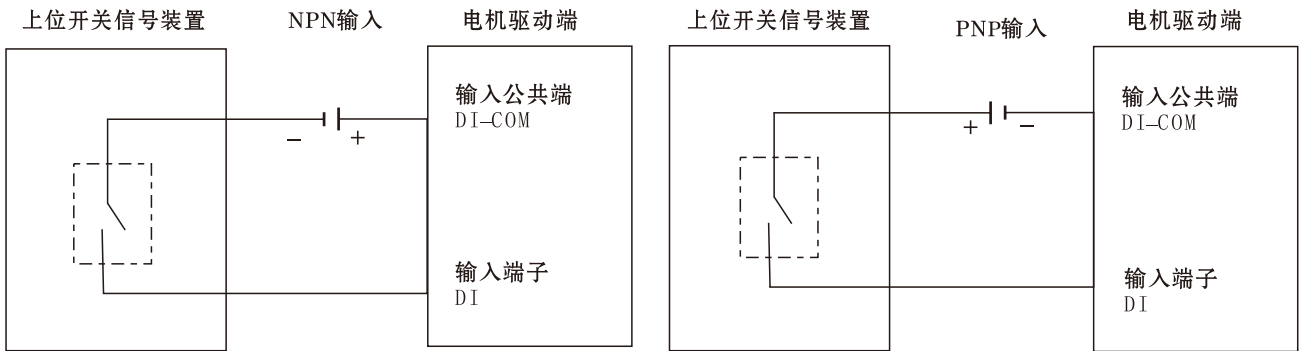 上位开关信号装置
NPN输入
电机驱动端
输入公共端
DI–COM
−
+
输入端子
DI
上位开关信号装置
PNP输入
电机驱动端
输入公共端
DI–COM
+
−
输入端子
DI